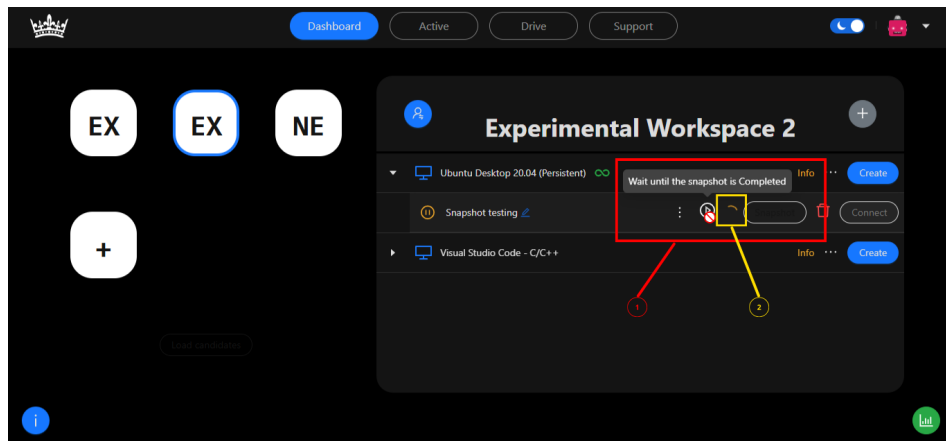 Dashboard
Active
Drive
Support
EX
EX
NE
+
Load candidates
Experimental Workspace 2
+
Ubuntu Desktop 20.04 (Persistent)
Wait until the snapshot is Completed
Info
Create
Snapshot testing
Connect
Visual Studio Code - C/C++
Info
Create
1
2
i